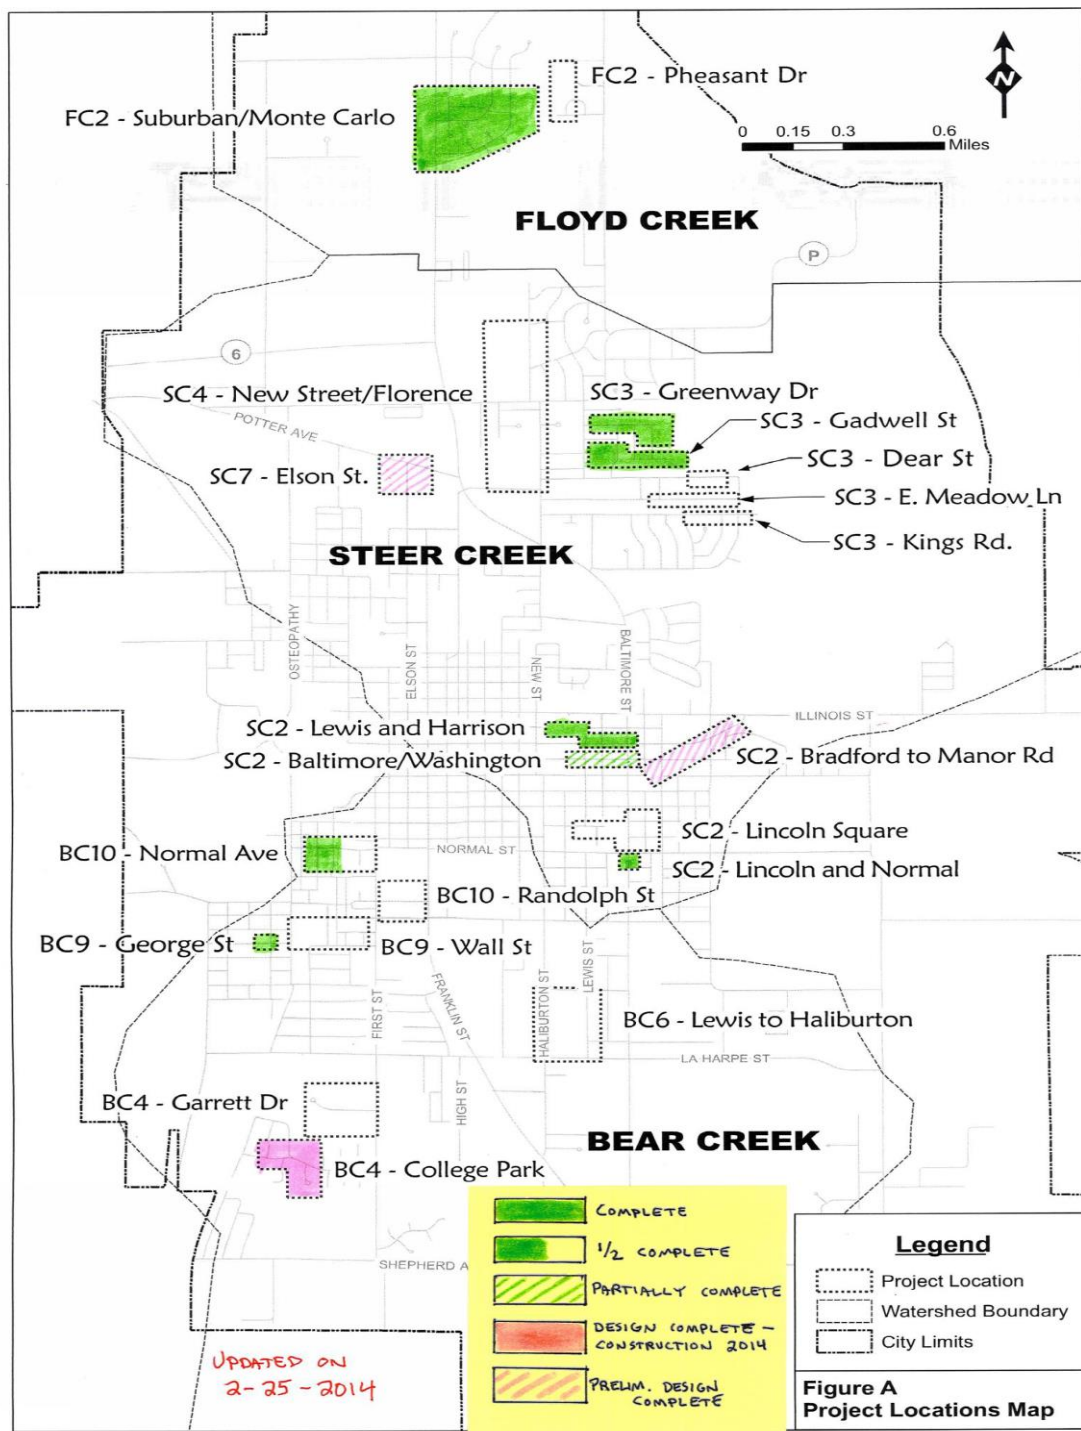 FC2 - Pheasant Dr
N
FC2 - Suburban/Monte Carlo
0 0.15 0.3 0.6
Miles
FLOYD CREEK
P
6
SC4 - New Street/Florence
SC3 - Greenway Dr
SC3 - Gadwell St
POTTER AVE
SC7 - Elson St.
SC3 - Dear St
SC3 - E. Meadow Ln
SC3 - Kings Rd.
STEER CREEK
OSTEOPATHY
ELSON ST
NEW ST
BALTIMORE ST
ILLINOIS ST
SC2 - Lewis and Harrison
SC2 - Baltimore/Washington
SC2 - Bradford to Manor Rd
SC2 - Lincoln Square
BC10 - Normal Ave
NORMAL ST
SC2 - Lincoln and Normal
BC10 - Randolph St
BC9 - George St
BC9 - Wall St
FIRST ST
FRANKLIN ST
HALIBURTON ST
LEWIS ST
BC6 - Lewis to Haliburton
LA HARPE ST
BC4 - Garrett Dr
HIGH ST
BEAR CREEK
BC4 - College Park
SHEPHERD A
COMPLETE
1/2 COMPLETE
PARTIALLY COMPLETE
DESIGN COMPLETE -
CONSTRUCTION 2014
PRELIM. DESIGN
COMPLETE
UPDATED ON
2-25-2014
Legend
Project Location
Watershed Boundary
City Limits
Figure A
Project Locations Map